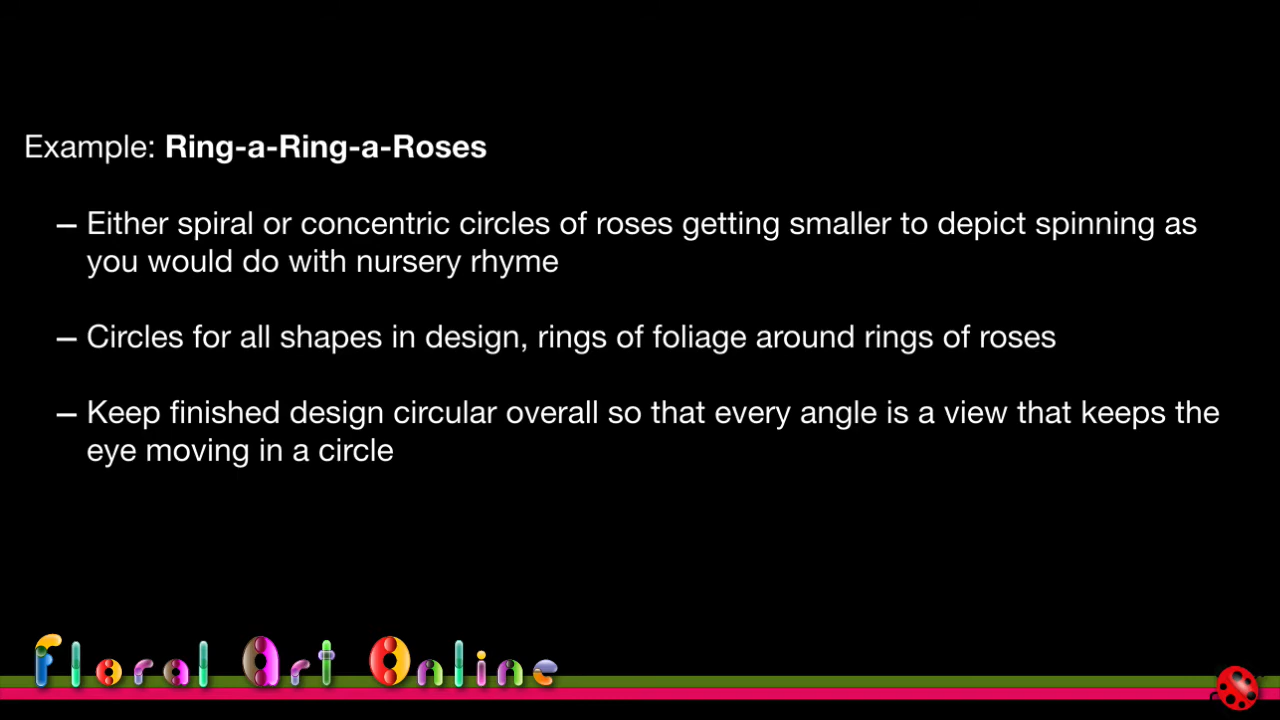 Example: Ring-a-Ring-a-Roses
– Either spiral or concentric circles of roses getting smaller to depict spinning as
you would do with nursery rhyme
– Circles for all shapes in design, rings of foliage around rings of roses
– Keep finished design circular overall so that every angle is a view that keeps the
eye moving in a circle
Floral Art Online